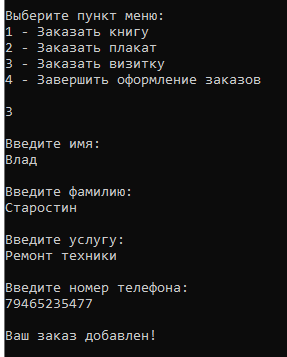 Выберите пункт меню:
1 - Заказать книгу
2 - Заказать плакат
3 - Заказать визитку
4 - Завершить оформление заказов
3
Введите имя:
Влад
Введите фамилию:
Старостин
Введите услугу:
Ремонт техники
Введите номер телефона:
79465235477
Ваш заказ добавлен!